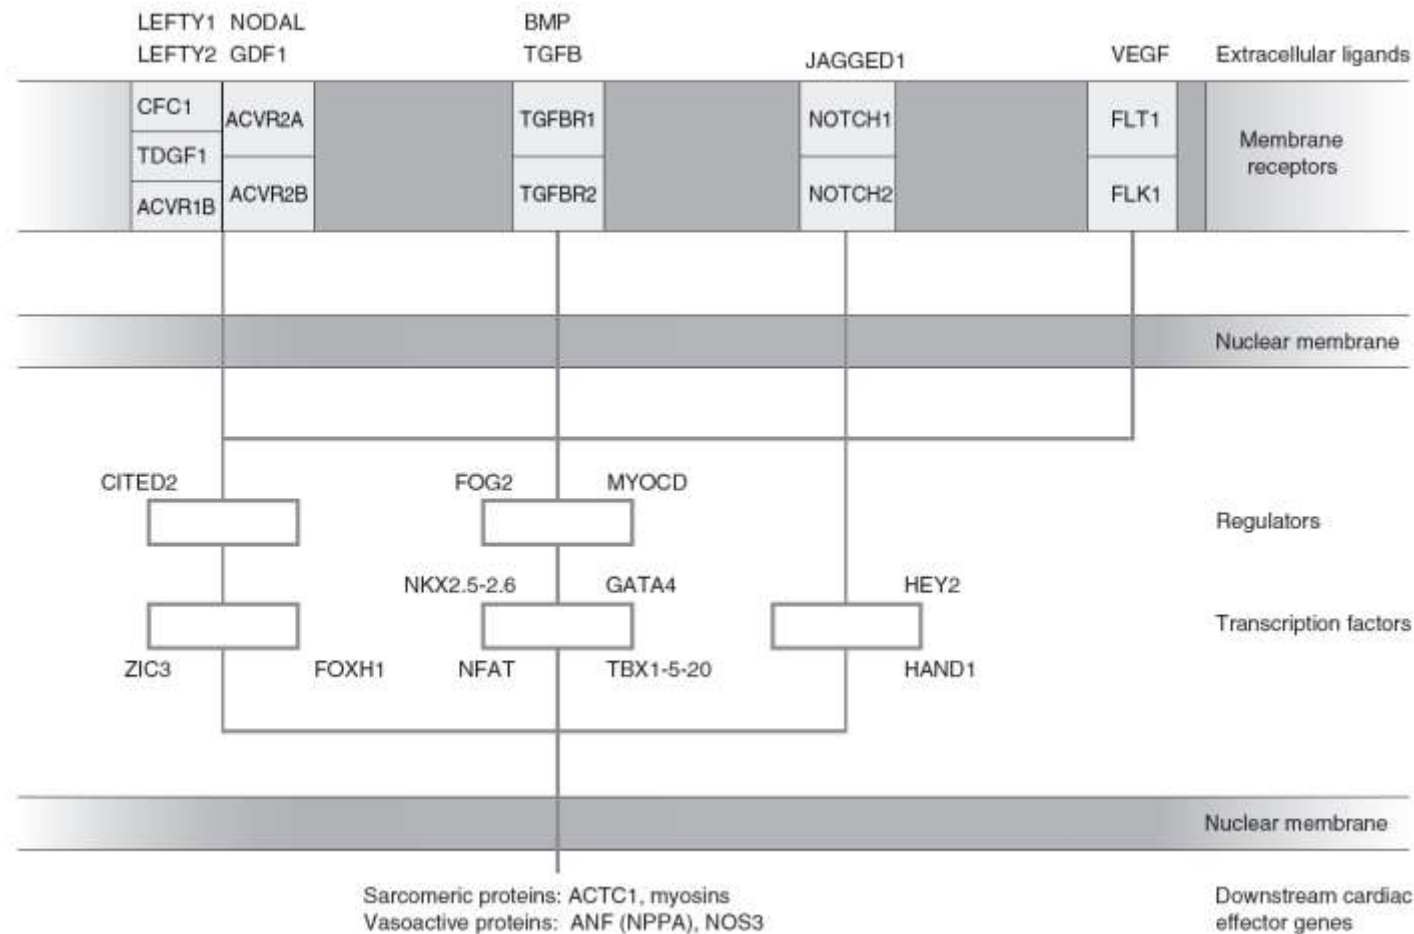 LEFTY1 NODAL
BMP
LEFTY2 GDF1
TGFB
JAGGED1
VEGF
Extracellular ligands
CFC1
TDGF1
ACVR1B
ACVR2A
ACVR2B
TGFBR1
TGFBR2
NOTCH1
NOTCH2
FLT1
FLK1
Membrane
receptors
Nuclear membrane
CITED2
FOG2
MYOCD
Regulators
NKX2.5-2.6
GATA4
HEY2
Transcription factors
ZIC3
FOXH1
NFAT
TBX1-5-20
HAND1
Nuclear membrane
Sarcomeric proteins: ACTC1, myosins
Vasoactive proteins: ANF (NPPA), NOS3
Downstream cardiac
effector genes